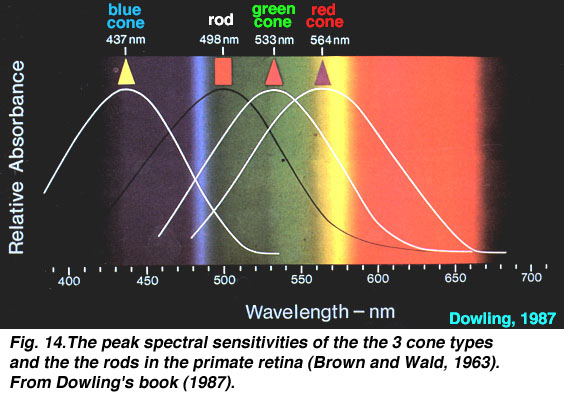 blue cone
437 nm
rod
498 nm
green cone
533 nm
red cone
564 nm
Relative Absorbance
400 450 500 550 600 650 700
Wavelength – nm
Dowling, 1987
Fig. 14.The peak spectral sensitivities of the the 3 cone types
and the the rods in the primate retina (Brown and Wald, 1963).
From Dowling's book (1987).